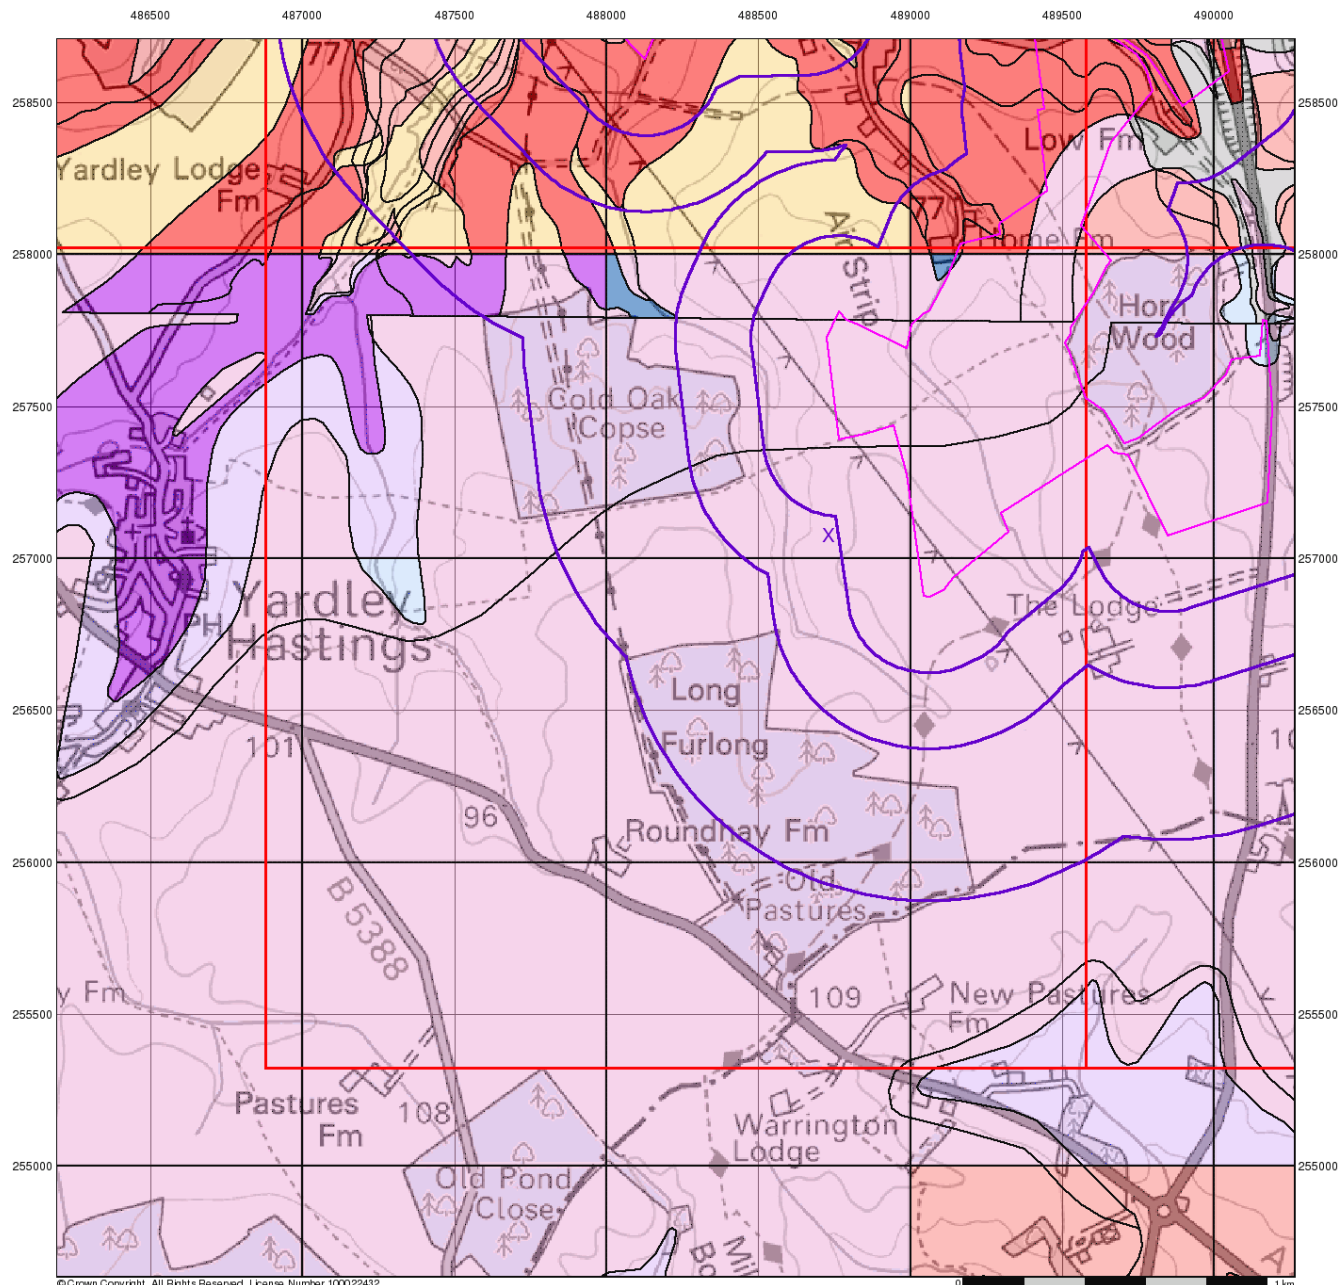 486500 487000 487500 488000 488500 489000 489500 490000
77
258500 258500
Low Fm
Yardley Lodge
Fm
77
Air Strip
Home Fm
258000 258000
Horn
Wood
257500 257500
Cold Oak
Copse
X
257000 257000
Yardley
Hastings
PH
The Lodge
Long
Furlong
256500 256500
101
96
Roundhay Fm
256000 256000
Old
Pastures
B5388
y Fm
109
New Pastures
Fm
255500 255500
Pastures
Fm
108
Warrington
Lodge
255000 255000
Old Pond
Close
A
© Crown Copyright. All Rights Reserved. License Number 100022432
0 1 km